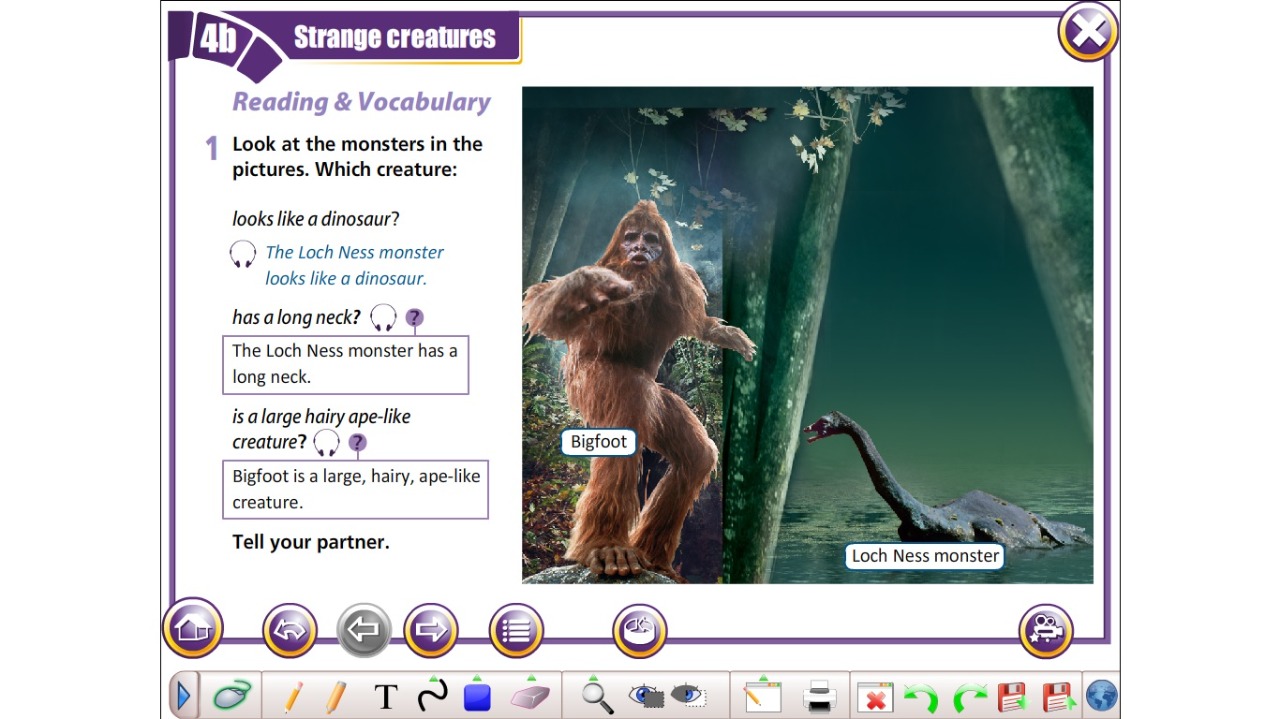 4b Strange creatures
Reading & Vocabulary
1 Look at the monsters in the
pictures. Which creature:
looks like a dinosaur?
The Loch Ness monster
looks like a dinosaur.
has a long neck? ?
The Loch Ness monster has a
long neck.
is a large hairy ape-like
creature? ?
Bigfoot is a large, hairy, ape-like
creature.
Tell your partner.
Bigfoot
Loch Ness monster
T